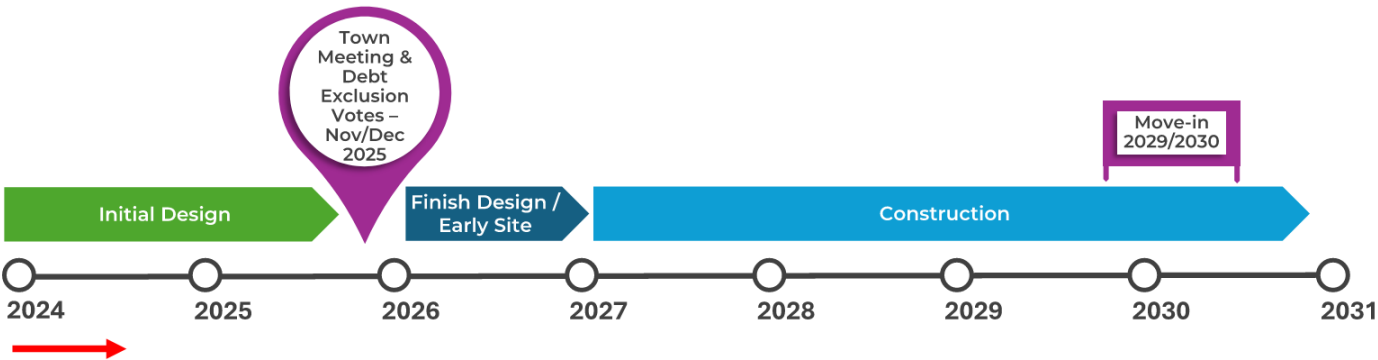 Town
Meeting &
Debt
Exclusion
Votes –
Nov/Dec
2025
Move-in
2029/2030
Initial Design
Finish Design /
Early Site
Construction
2024 2025 2026 2027 2028 2029 2030 2031